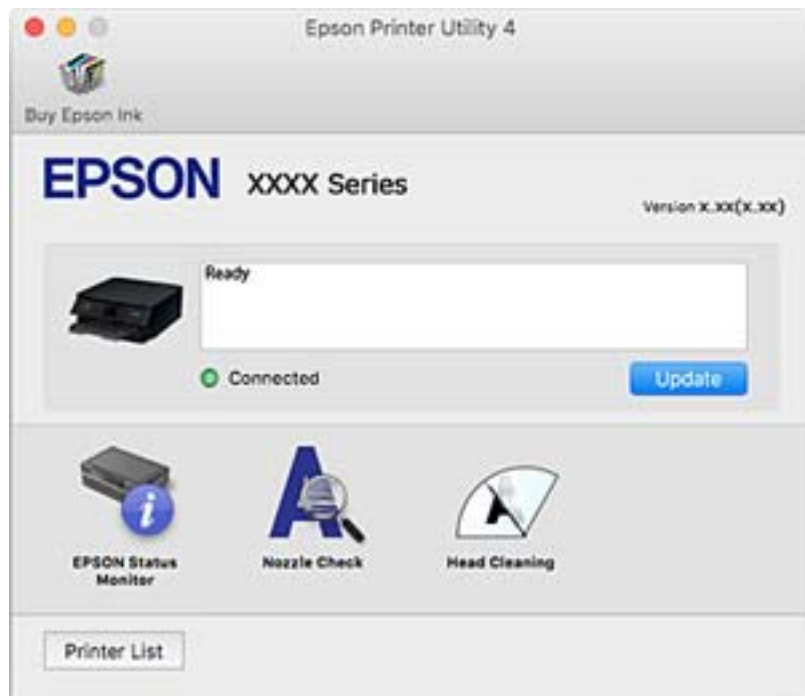 Epson Printer Utility 4
Buy Epson Ink
EPSON XXXX Series
Version x.xx(x.xx)
Ready
Connected
Update
EPSON Status
Monitor
Nozzle Check
Head Cleaning
Printer List